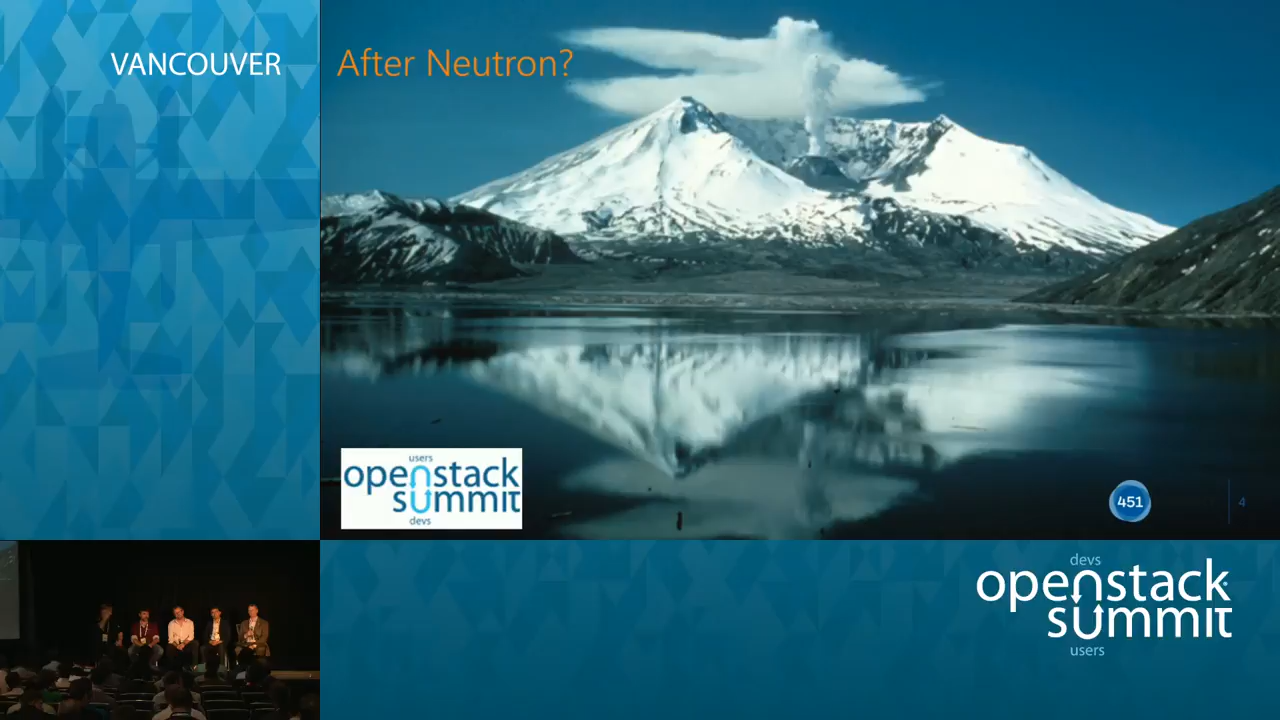 VANCOUVER
After Neutron?
users
openstack
summit
devs
451
4
devs
openstack
summit
users